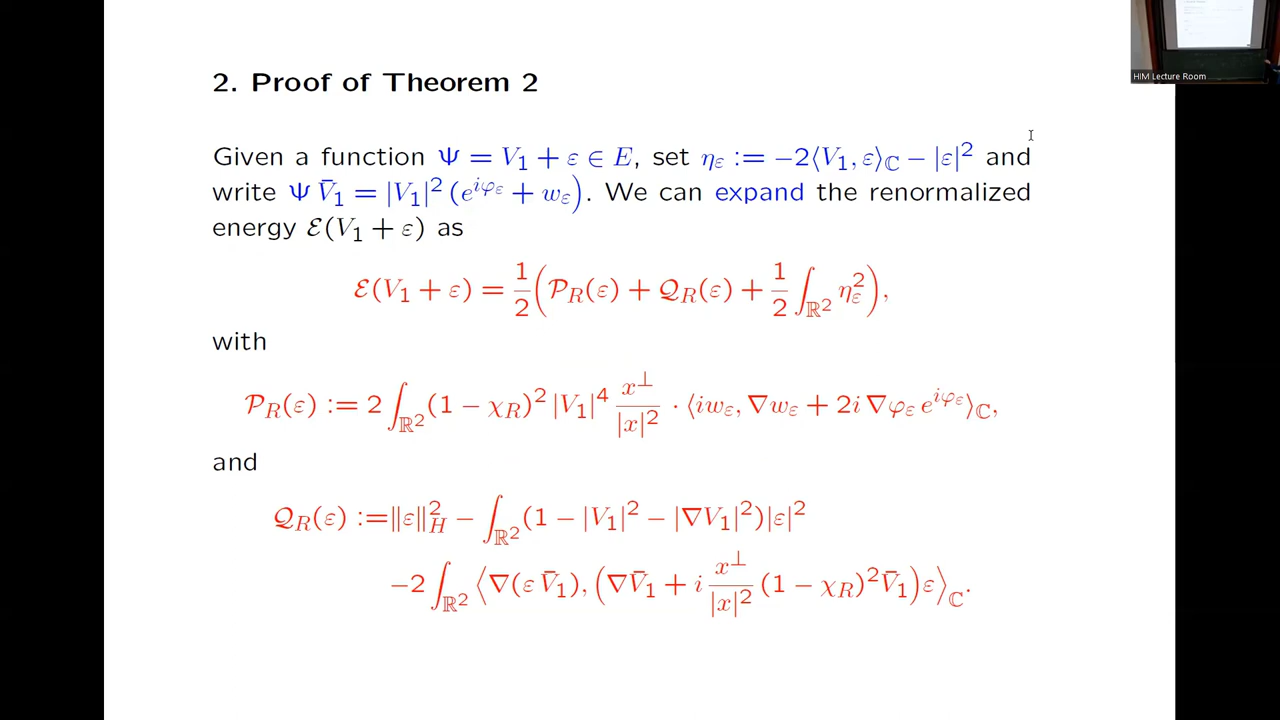 HIM Lecture Room
2. Proof of Theorem 2
Given a function Ψ = V₁ + ε ∈ E, set η_ε := −2⟨V₁, ε⟩_ℂ − |ε|² and
write Ψ V̄₁ = |V₁|² (e^{iφ_ε} + w_ε). We can expand the renormalized
energy ℰ(V₁ + ε) as
ℰ(V₁ + ε) = 1/2 (𝒫_R(ε) + 𝒬_R(ε) + 1/2 ∫_{ℝ²} η_ε²),
with
𝒫_R(ε) := 2 ∫_{ℝ²} (1 − χ_R)² |V₁|⁴ x^⊥/|x|² · ⟨iw_ε, ∇w_ε + 2i ∇φ_ε e^{iφ_ε}⟩_ℂ,
and
𝒬_R(ε) := ‖ε‖²_H − ∫_{ℝ²} (1 − |V₁|² − |∇V₁|²)|ε|²
−2 ∫_{ℝ²} ⟨∇(ε V̄₁), (∇V̄₁ + i x^⊥/|x|² (1 − χ_R)² V̄₁)ε⟩_ℂ.